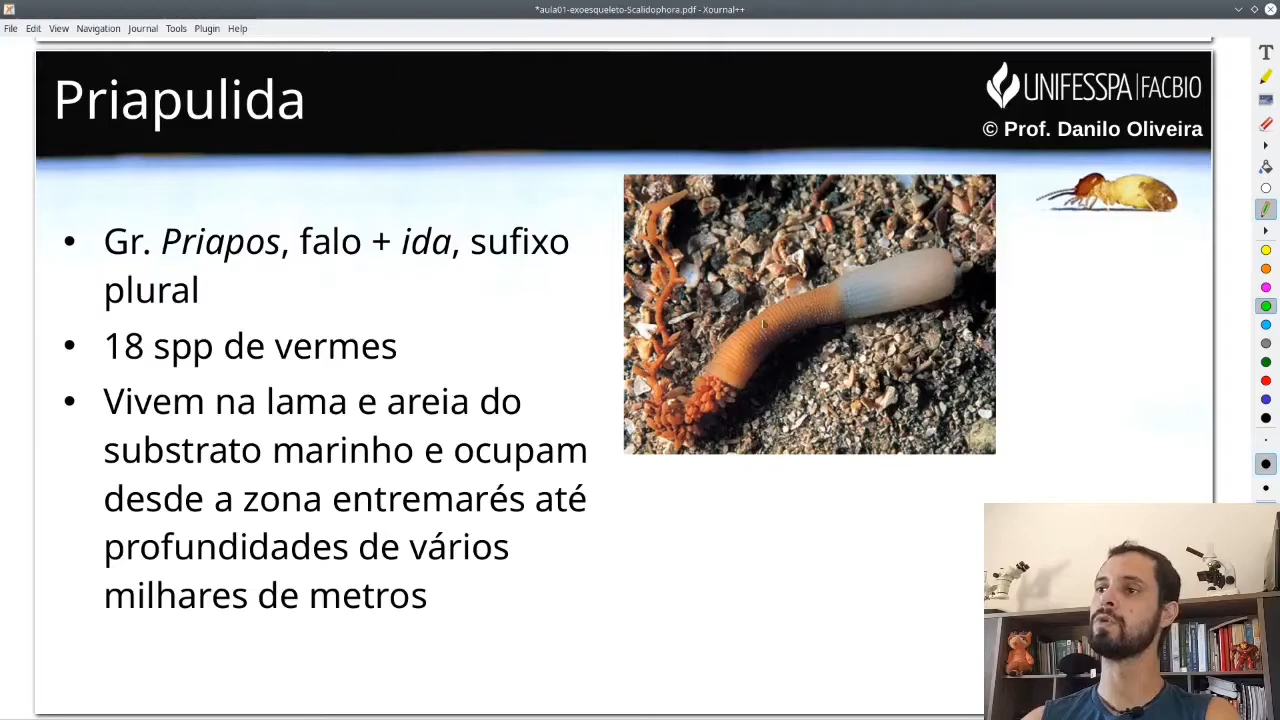 *aula01-exoesqueleto-Scalidophora.pdf - Xournal++
File Edit View Navigation Journal Tools Plugin Help
Priapulida
UNIFESSPA|FACBIO
© Prof. Danilo Oliveira
• Gr. Priapos, falo + ida, sufixo
plural
• 18 spp de vermes
• Vivem na lama e areia do
substrato marinho e ocupam
desde a zona entremarés até
profundidades de vários
milhares de metros
T